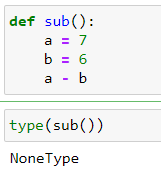 def sub():
    a = 7
    b = 6
    a - b
type(sub())
NoneType